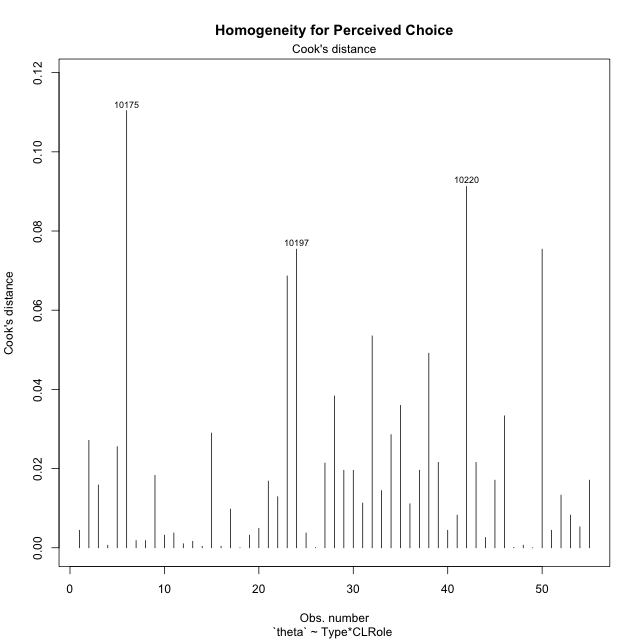 Homogeneity for Perceived Choice
Cook's distance
0.12
0.10
0.08
0.06
0.04
0.02
0.00
Cook's distance
10175
10220
10197
0 10 20 30 40 50
Obs. number
`theta` ~ Type*CLRole